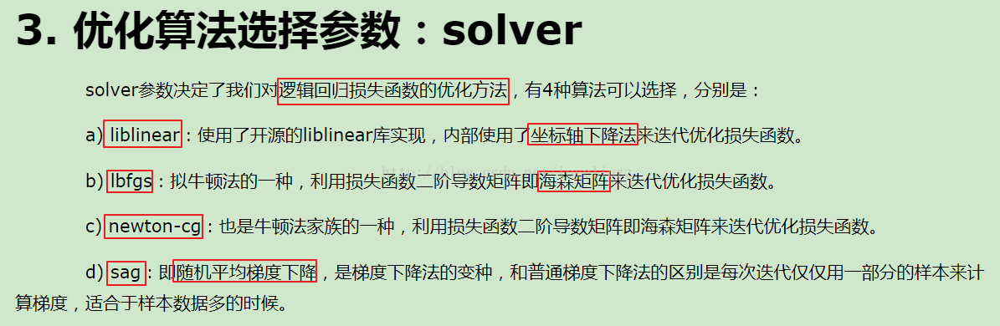 3. 优化算法选择参数：solver
solver参数决定了我们对逻辑回归损失函数的优化方法，有4种算法可以选择，分别是：
a) liblinear：使用了开源的liblinear库实现，内部使用了坐标轴下降法来迭代优化损失函数。
b) lbfgs：拟牛顿法的一种，利用损失函数二阶导数矩阵即海森矩阵来迭代优化损失函数。
c) newton-cg：也是牛顿法家族的一种，利用损失函数二阶导数矩阵即海森矩阵来迭代优化损失函数。
d) sag：即随机平均梯度下降，是梯度下降法的变种，和普通梯度下降法的区别是每次迭代仅仅用一部分的样本来计
算梯度，适合于样本数据多的时候。